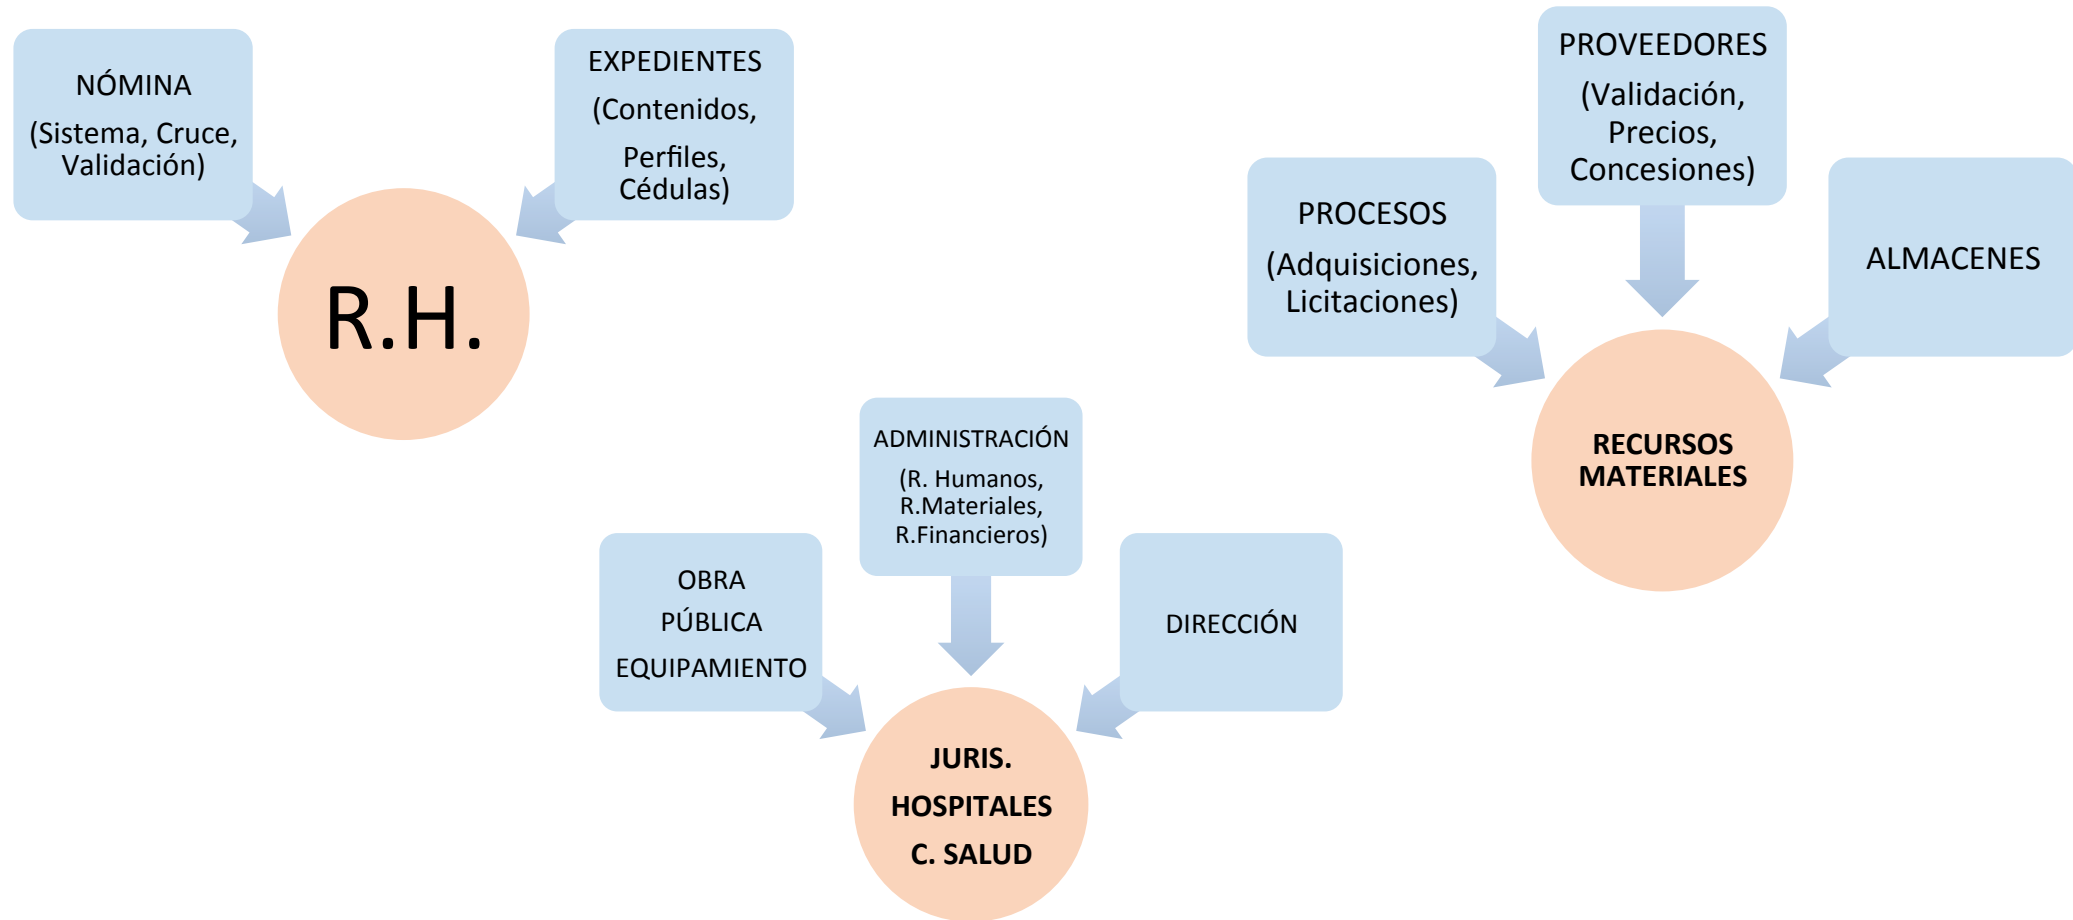 NÓMINA
(Sistema, Cruce,
Validación)
EXPEDIENTES
(Contenidos,
Perfiles,
Cédulas)
R.H.
PROVEEDORES
(Validación,
Precios,
Concesiones)
PROCESOS
(Adquisiciones,
Licitaciones)
ALMACENES
RECURSOS
MATERIALES
ADMINISTRACIÓN
(R. Humanos,
R.Materiales,
R.Financieros)
OBRA
PÚBLICA
EQUIPAMIENTO
DIRECCIÓN
JURIS.
HOSPITALES
C. SALUD